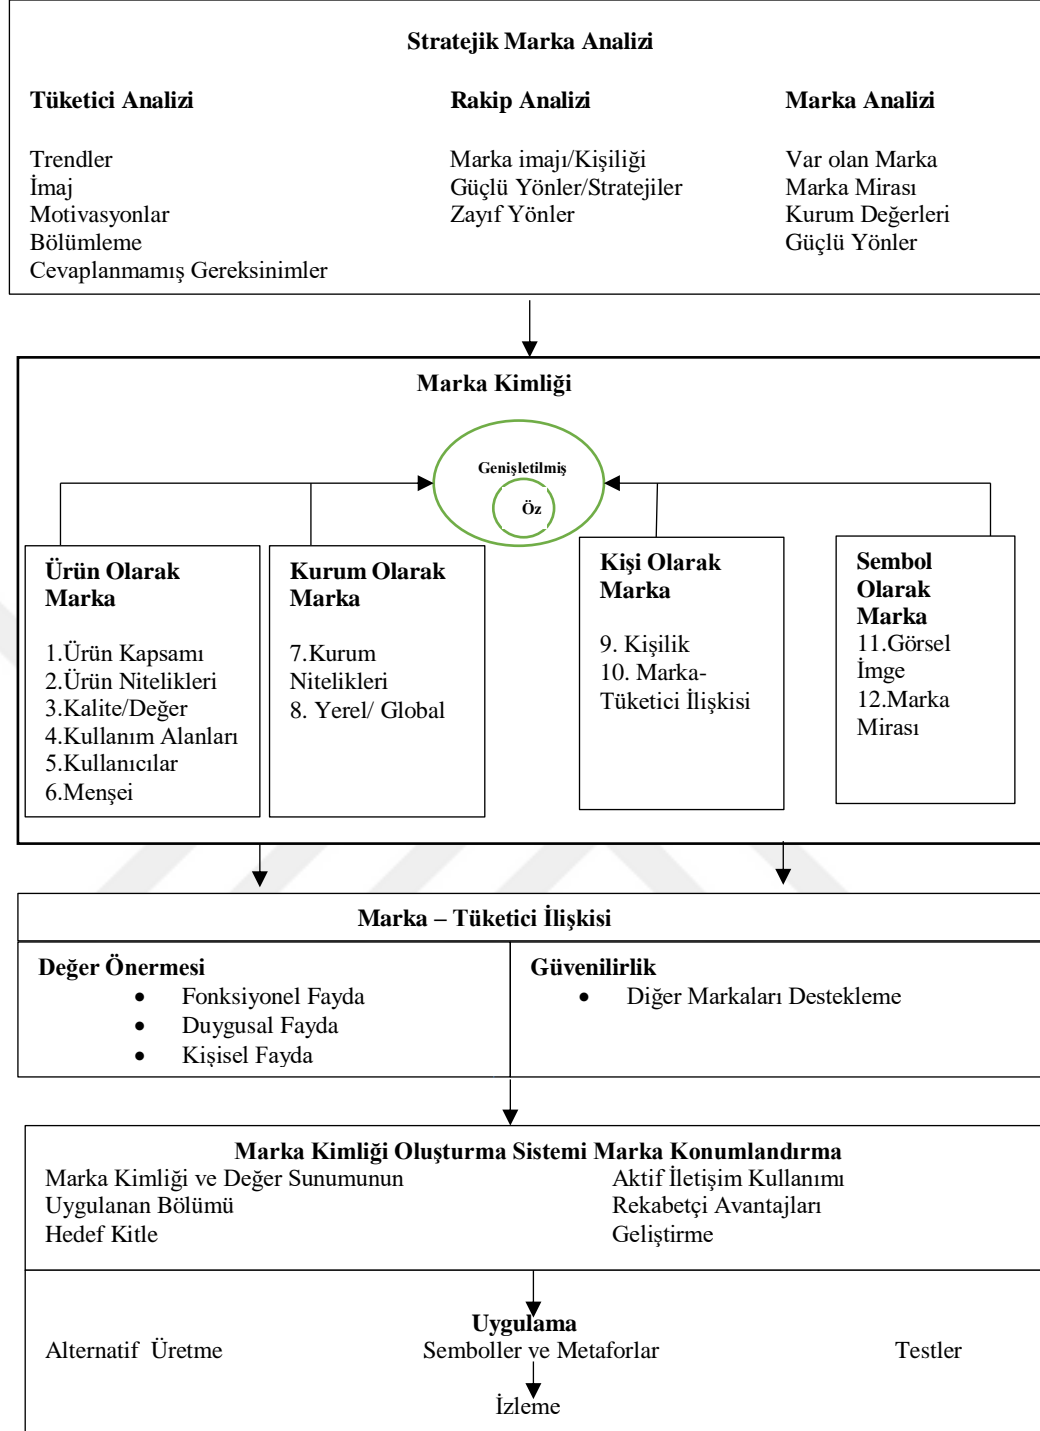 Stratejik Marka Analizi
Tüketici Analizi
Trendler
İmaj
Motivasyonlar
Bölümleme
Cevaplanmamış Gereksinimler
Rakip Analizi
Marka imajı/Kişiliği
Güçlü Yönler/Stratejiler
Zayıf Yönler
Marka Analizi
Var olan Marka
Marka Mirası
Kurum Değerleri
Güçlü Yönler
Marka Kimliği
Genişletilmiş
Öz
Ürün Olarak
Marka
1.Ürün Kapsamı
2.Ürün Nitelikleri
3.Kalite/Değer
4.Kullanım Alanları
5.Kullanıcılar
6.Menşei
Kurum Olarak
Marka
7.Kurum
Nitelikleri
8. Yerel/ Global
Kişi Olarak
Marka
9. Kişilik
10. Marka-
Tüketici İlişkisi
Sembol
Olarak
Marka
11.Görsel
İmge
12.Marka
Mirası
Marka – Tüketici İlişkisi
Değer Önermesi
• Fonksiyonel Fayda
• Duygusal Fayda
• Kişisel Fayda
Güvenilirlik
• Diğer Markaları Destekleme
Marka Kimliği Oluşturma Sistemi Marka Konumlandırma
Marka Kimliği ve Değer Sunumunun
Uygulanan Bölümü
Hedef Kitle
Aktif İletişim Kullanımı
Rekabetçi Avantajları
Geliştirme
Uygulama
Alternatif Üretme
Semboller ve Metaforlar
Testler
İzleme